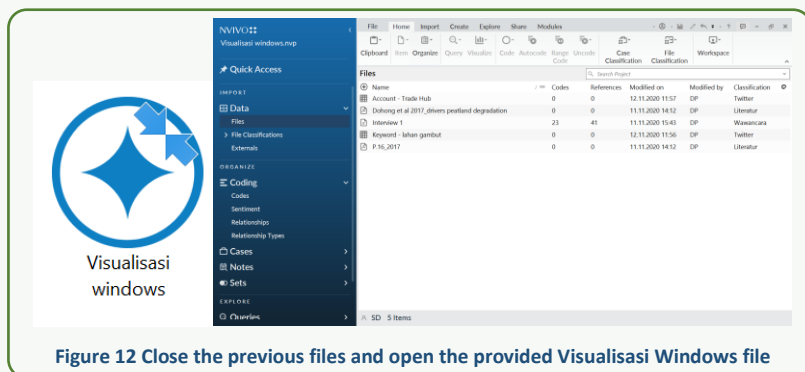 Visualisasi
windows
NVIVO
Visualisasi windows.nvp
Quick Access
IMPORT
Data
Files
File Classifications
Externals
ORGANIZE
Coding
Codes
Sentiment
Relationships
Relationship Types
Cases
Notes
Sets
EXPLORE
Queries
File Home Import Create Explore Share Modules
Clipboard Item Organize Query Visualize Code Autocode Range Code Uncode Case Classification File Classification Workspace
Files Search Project
Name Codes References Modified on Modified by Classification
Account - Trade Hub 0 0 12.11.2020 11:57 DP Twitter
Dohong et al 2017_drivers peatland degradation 0 0 11.11.2020 14:12 DP Literatur
Interview 1 23 41 11.11.2020 15:43 DP Wawancara
Keyword - lahan gambut 0 0 12.11.2020 11:56 DP Twitter
P.16_2017 0 0 11.11.2020 14:12 DP Literatur
SD 5 Items
Figure 12 Close the previous files and open the provided Visualisasi Windows file